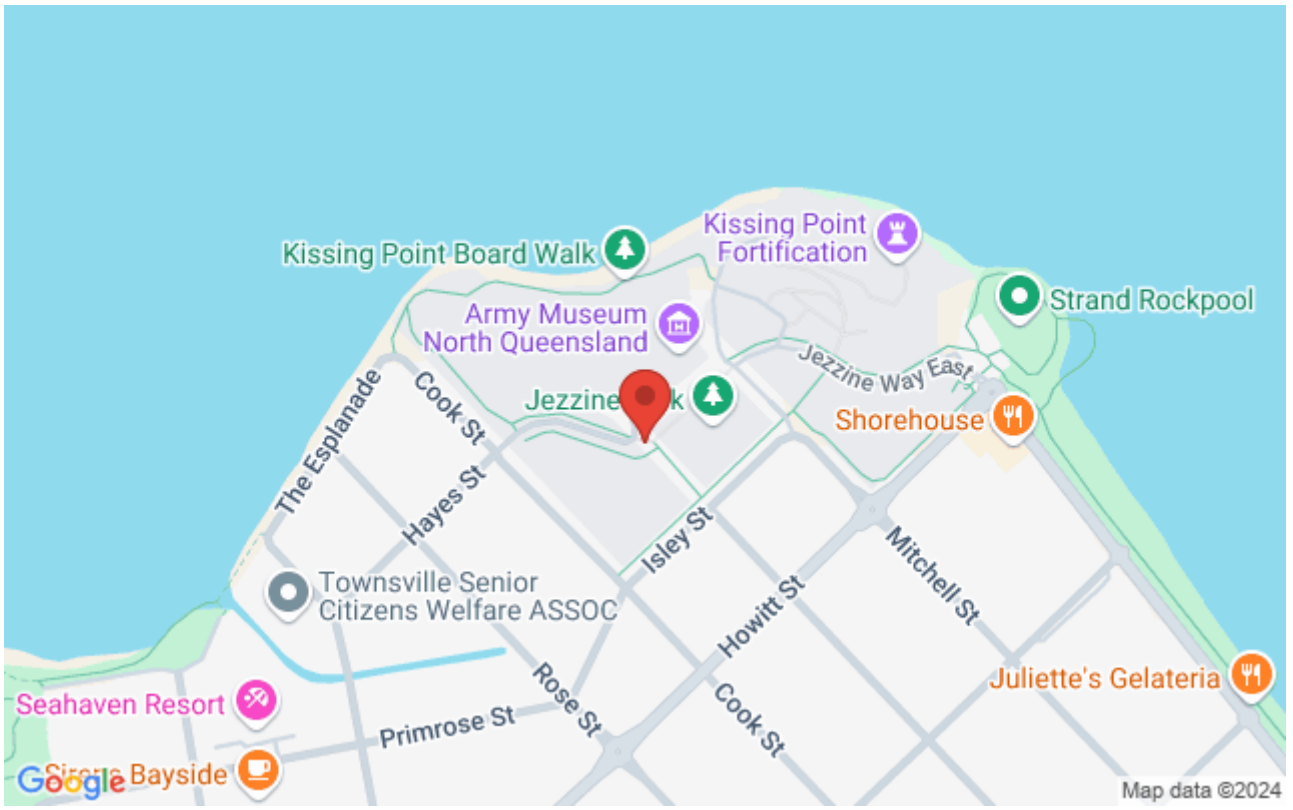 Kissing Point
Fortification
Kissing Point Board Walk
Strand Rockpool
Army Museum
North Queensland
Jezzine Way East
Cook St
The Esplanade
Shorehouse
Hayes St
Isley St
Mitchell St
Townsville Senior
Citizens Welfare ASSOC
Howitt St
Juliette's Gelateria
Rose St
Cook St
Seahaven Resort
Primrose St
Bayside
Google
Map data ©2024